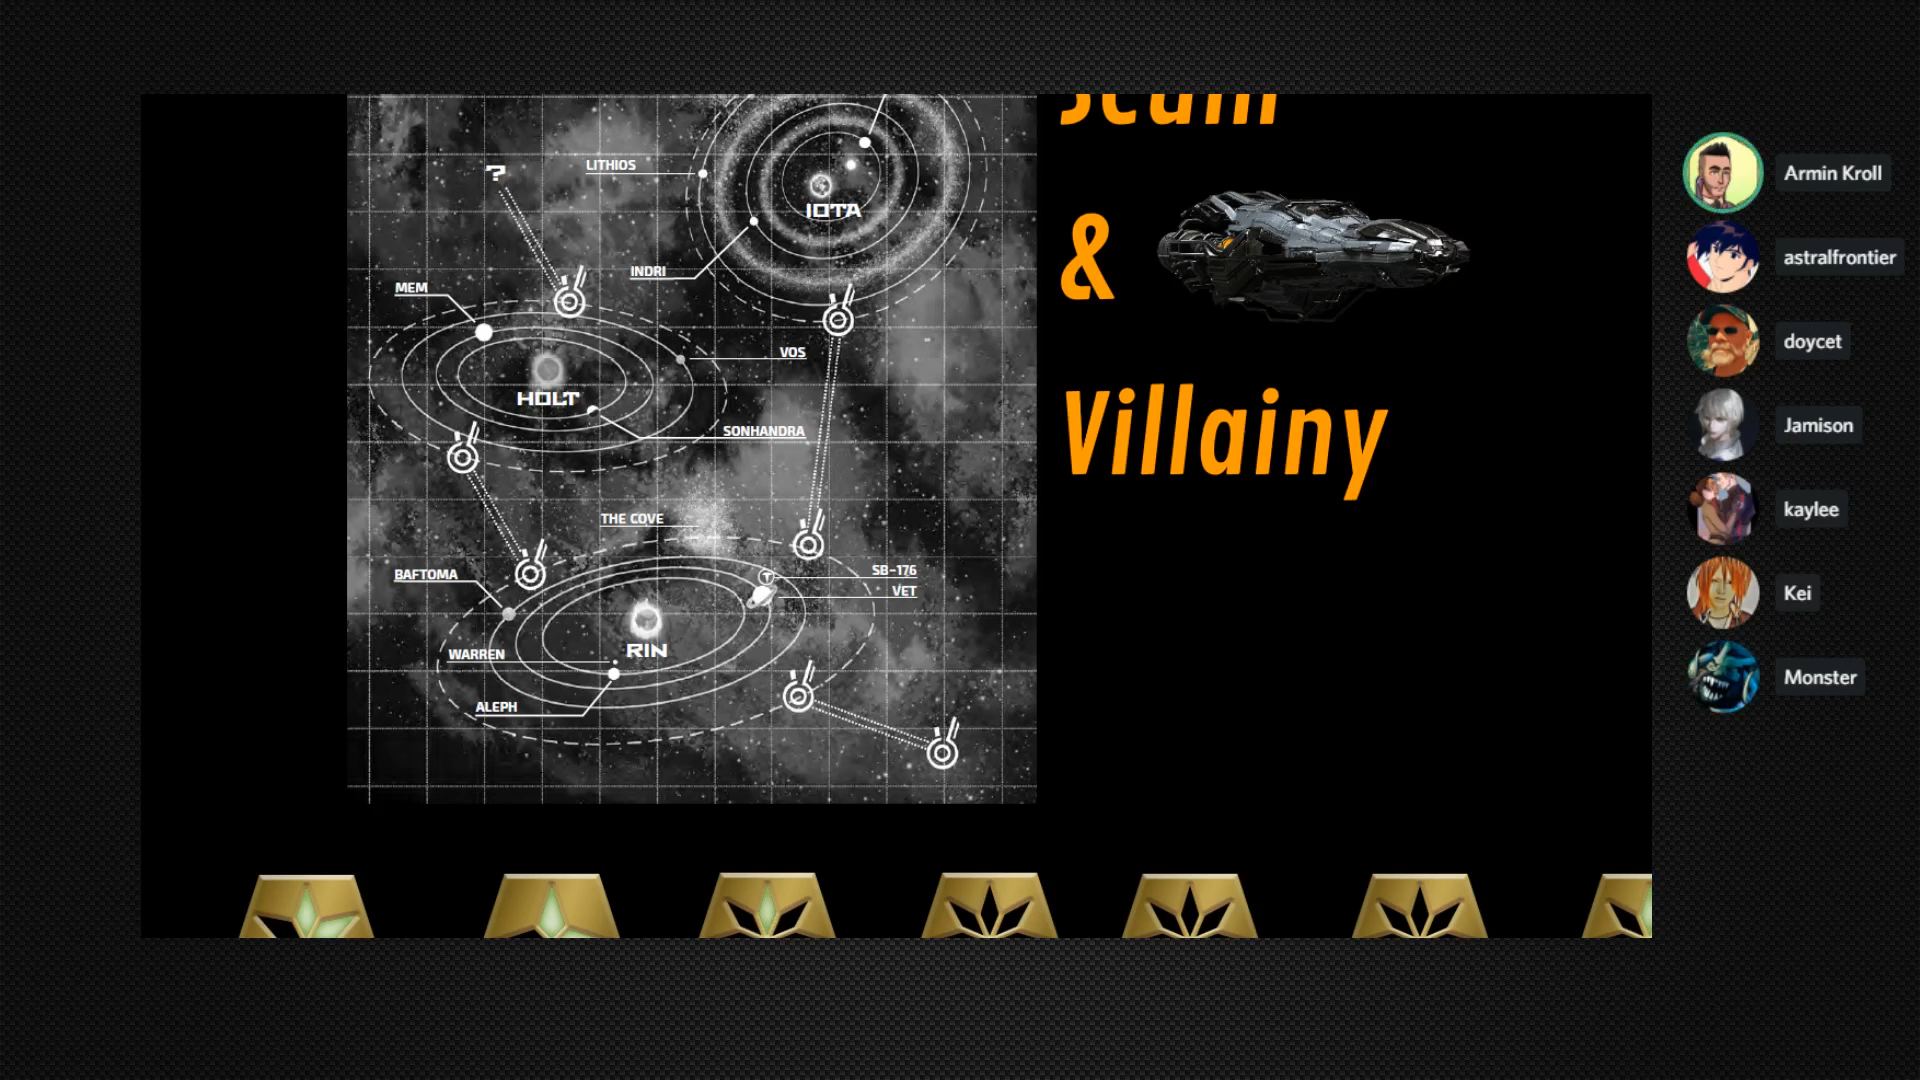 LITHIOS
IOTA
?
INDRI
MEM
VOS
HOLT
SONHANDRA
THE COVE
BAFTOMA
SB-176
VET
WARREN
RIN
ALEPH
Scum
&
Villainy
Armin Kroll
astralfrontier
doycet
Jamison
kaylee
Kei
Monster